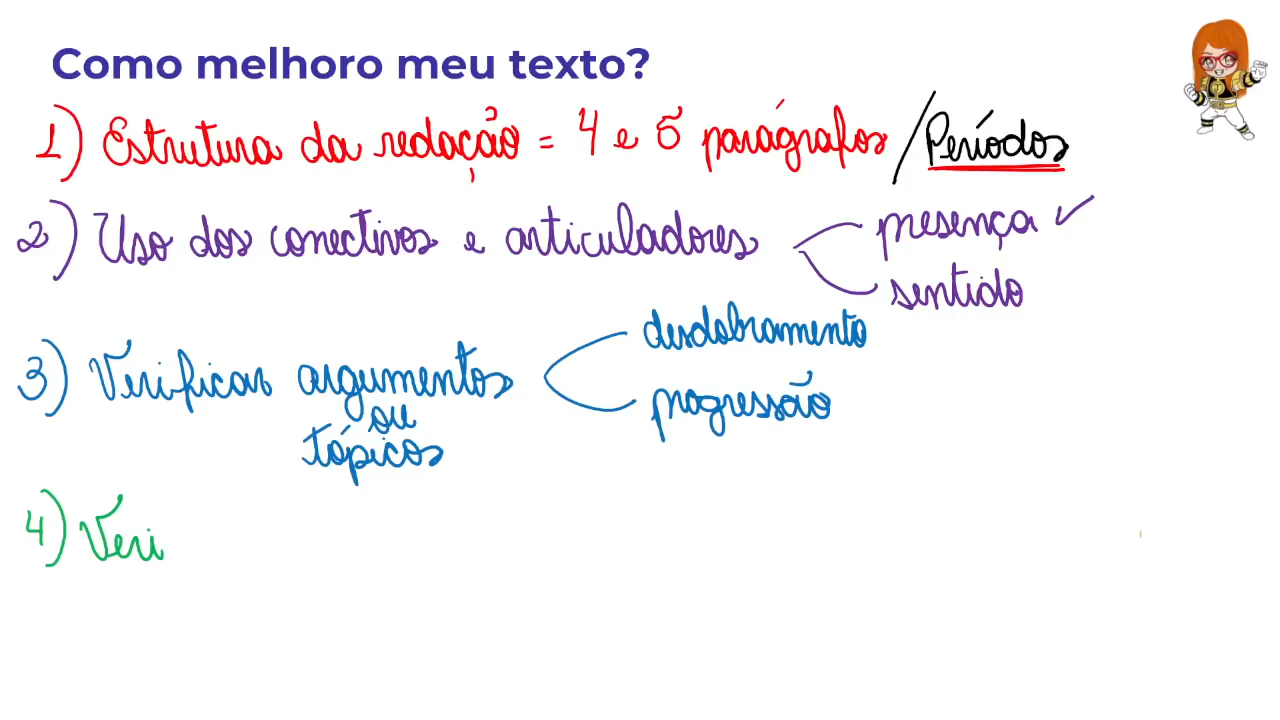 Como melhoro meu texto?
1) Estrutura da redação = 4 e 5 parágrafos / Períodos
2) Uso dos conectivos e articuladores
presença ✓
sentido
3) Verificar argumentos
ou
tópicos
desdobramento
progressão
4) Veri